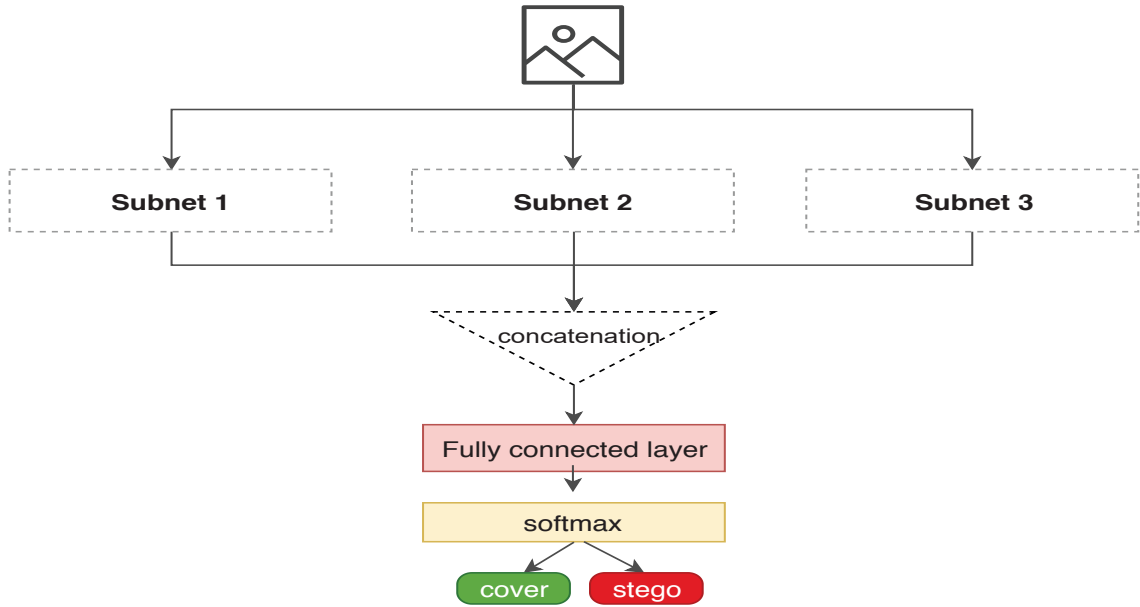 Subnet 1
Subnet 2
Subnet 3
concatenation
Fully connected layer
softmax
cover
stego